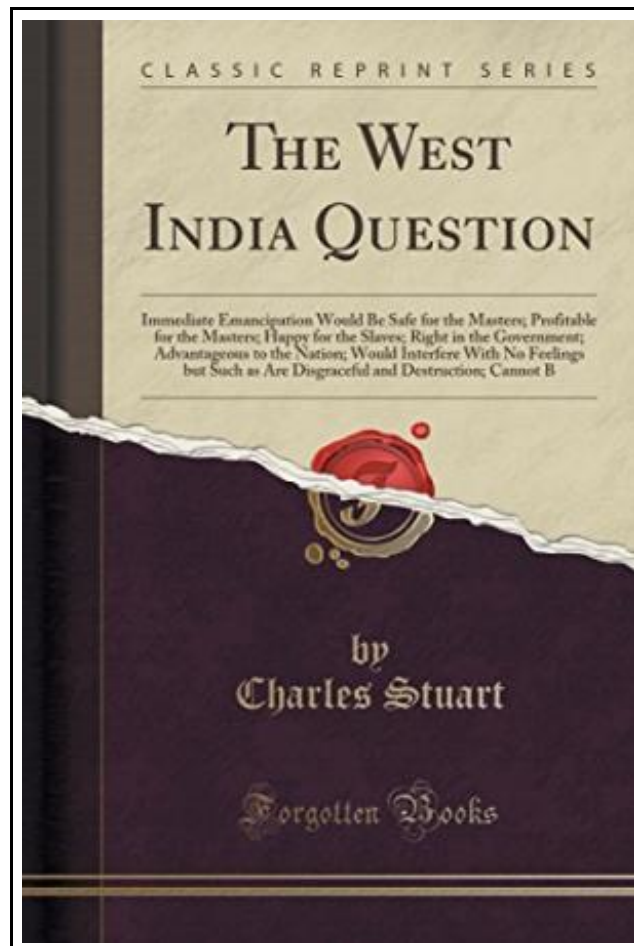 CLASSIC REPRINT SERIES
THE WEST
INDIA QUESTION
Immediate Emancipation Would Be Safe for the Masters; Profitable
for the Masters; Happy for the Slaves; Right in the Government;
Advantageous to the Nation; Would Interfere With No Feelings
but Such as Are Disgraceful and Destruction; Cannot B
by
Charles Stuart
Forgotten Books